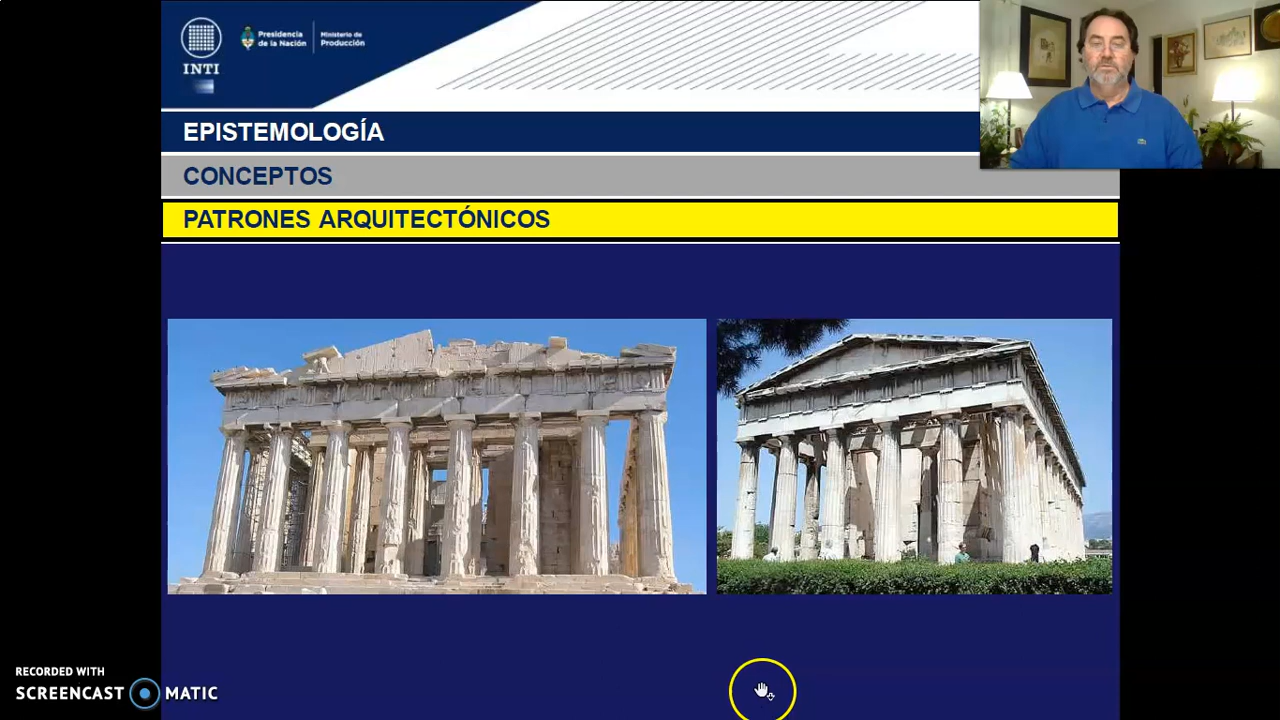 INTI
Presidencia
de la Nación
Ministerio de
Producción
EPISTEMOLOGÍA
CONCEPTOS
PATRONES ARQUITECTÓNICOS
RECORDED WITH
SCREENCAST MATIC